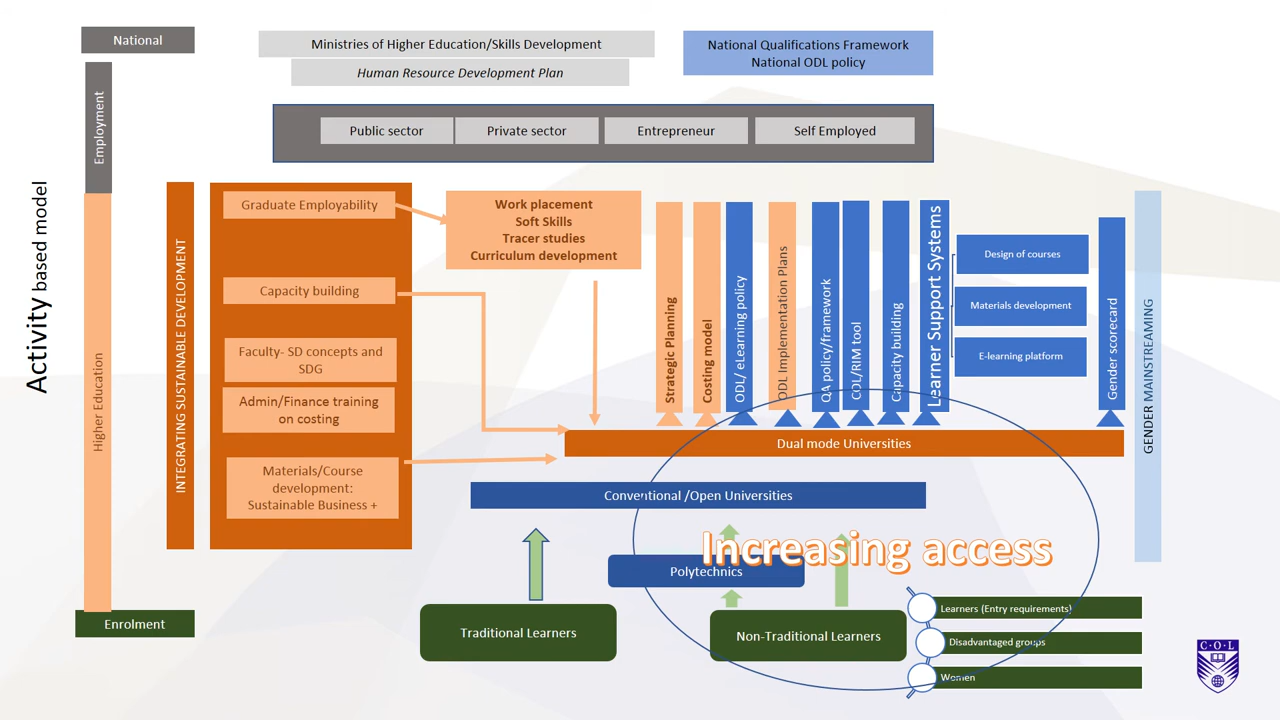 National
Ministries of Higher Education/Skills Development
Human Resource Development Plan
National Qualifications Framework
National ODL policy
Employment
Public sector
Private sector
Entrepreneur
Self Employed
Activity based model
Higher Education
INTEGRATING SUSTAINABLE DEVELOPMENT
Graduate Employability
Capacity building
Faculty- SD concepts and
SDG
Admin/Finance training
on costing
Materials/Course
development:
Sustainable Business +
Work placement
Soft Skills
Tracer studies
Curriculum development
Strategic Planning
Costing model
ODL/ eLearning policy
ODL Implementation Plans
QA policy/framework
COL/RIM tool
Capacity building
Learner Support Systems
Design of courses
Materials development
E-learning platform
Gender scorecard
GENDER MAINSTREAMING
Dual mode Universities
Conventional /Open Universities
Increasing access
Polytechnics
Enrolment
Traditional Learners
Non-Traditional Learners
Learners (Entry requirements)
Disadvantaged groups
Women
C·O·L